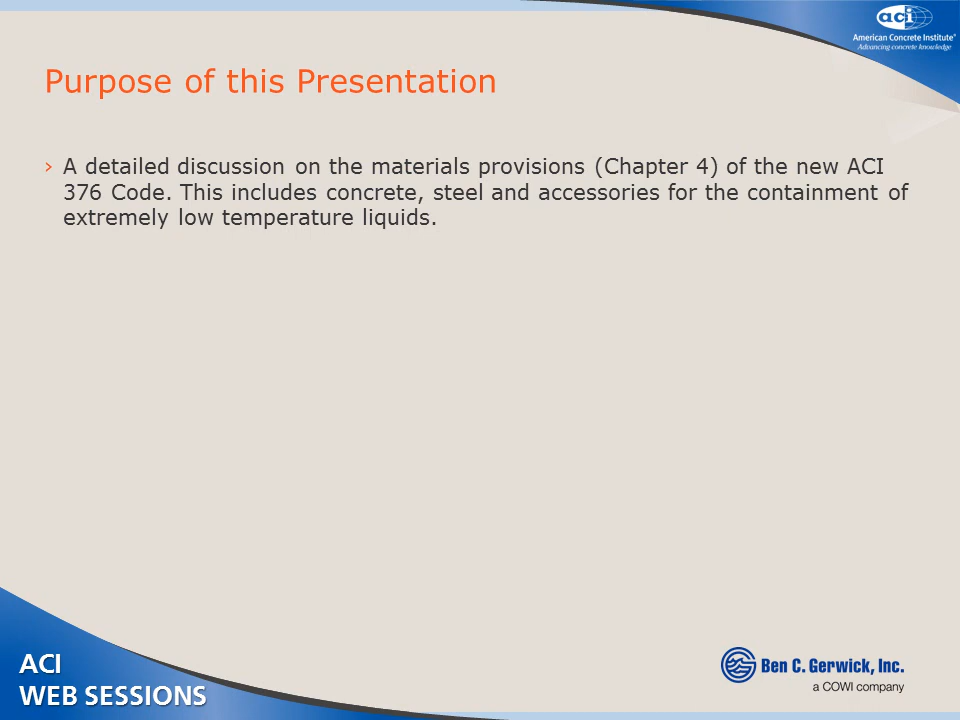 aci
American Concrete Institute®
Advancing concrete knowledge
Purpose of this Presentation
› A detailed discussion on the materials provisions (Chapter 4) of the new ACI
376 Code. This includes concrete, steel and accessories for the containment of
extremely low temperature liquids.
ACI
WEB SESSIONS
Ben C. Gerwick, Inc.
a COWI company